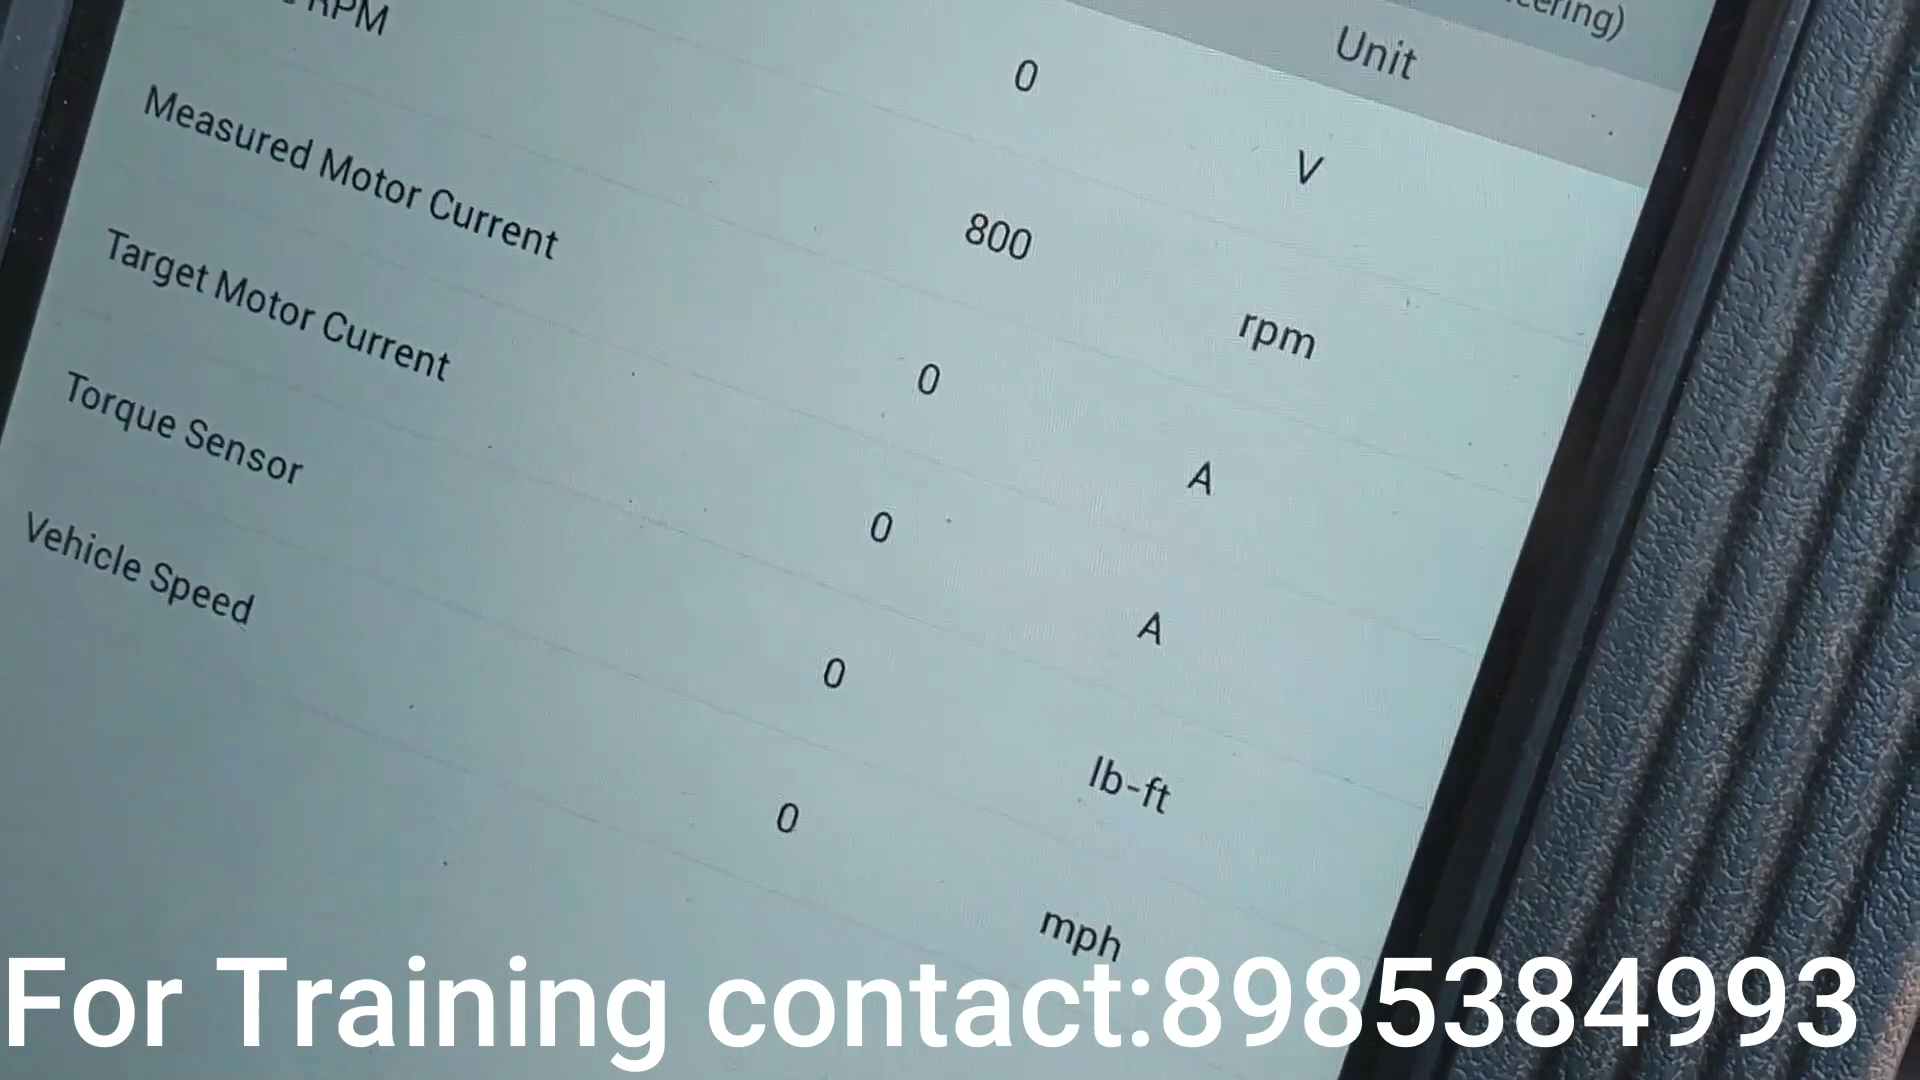 Unit
0 V
RPM 800 rpm
Measured Motor Current 0 A
Target Motor Current 0 A
Torque Sensor 0 lb-ft
Vehicle Speed 0 mph
For Training contact:8985384993